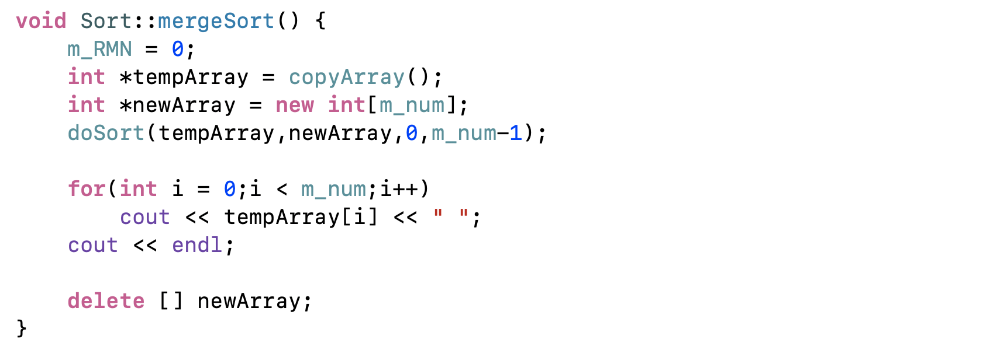 void Sort::mergeSort() {
    m_RMN = 0;
    int *tempArray = copyArray();
    int *newArray = new int[m_num];
    doSort(tempArray,newArray,0,m_num-1);
    for(int i = 0;i < m_num;i++)
        cout << tempArray[i] << " ";
    cout << endl;
    delete [] newArray;
}